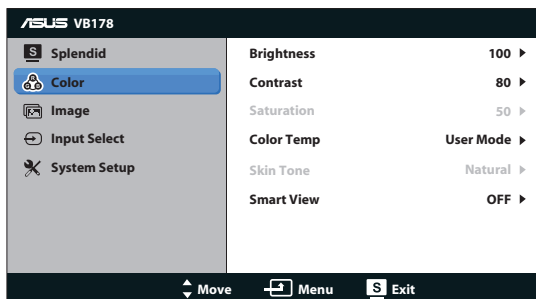 ASUS VB178
S Splendid
Color
Image
Input Select
System Setup
Brightness 100
Contrast 80
Saturation 50
Color Temp User Mode
Skin Tone Natural
Smart View OFF
Move Menu S Exit